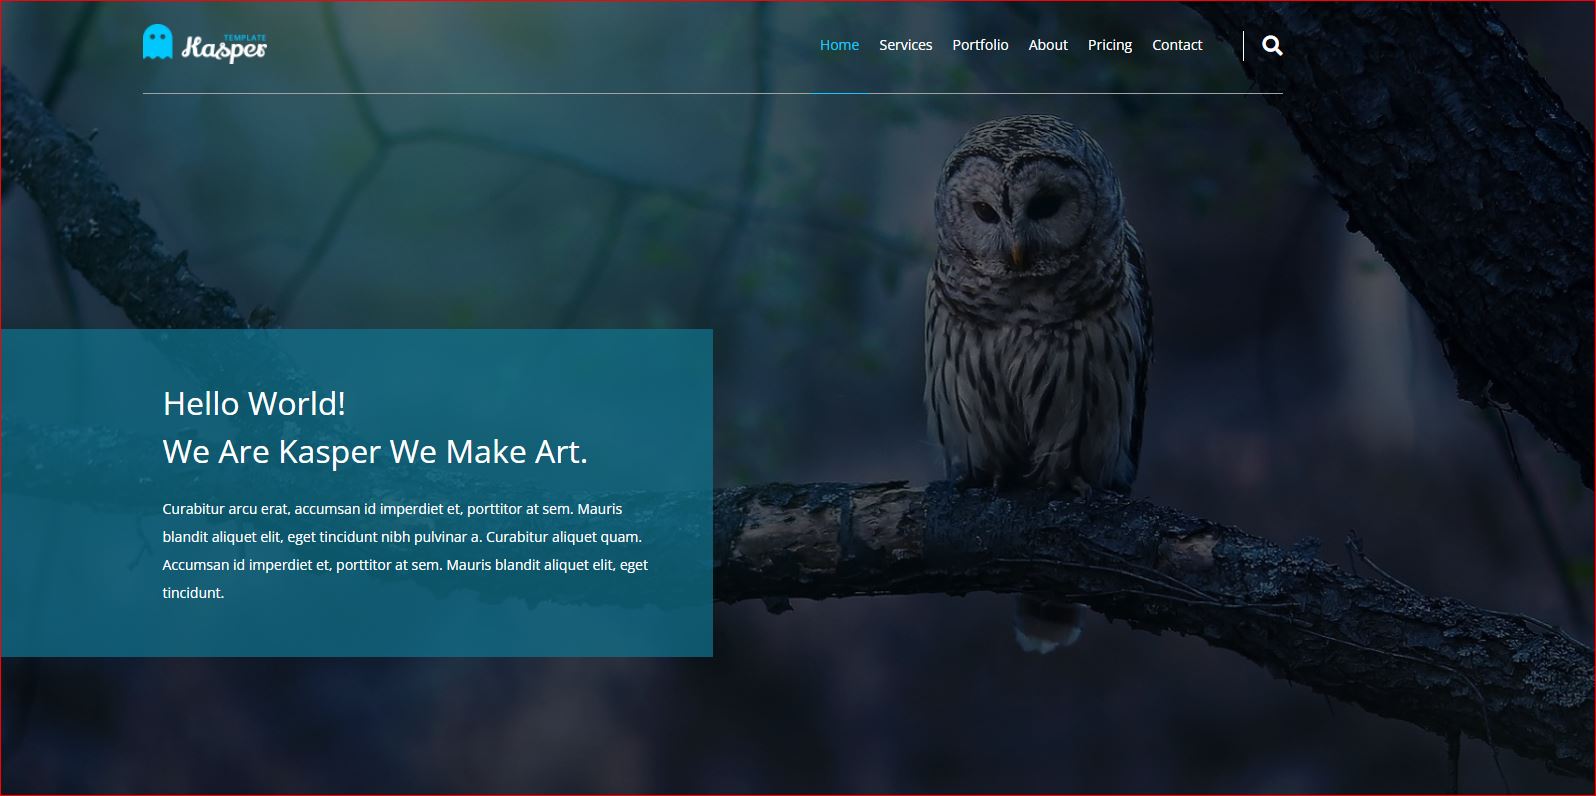 TEMPLATE
Kasper
Home Services Portfolio About Pricing Contact
Hello World!
We Are Kasper We Make Art.
Curabitur arcu erat, accumsan id imperdiet et, porttitor at sem. Mauris
blandit aliquet elit, eget tincidunt nibh pulvinar a. Curabitur aliquet quam.
Accumsan id imperdiet et, porttitor at sem. Mauris blandit aliquet elit, eget
tincidunt.